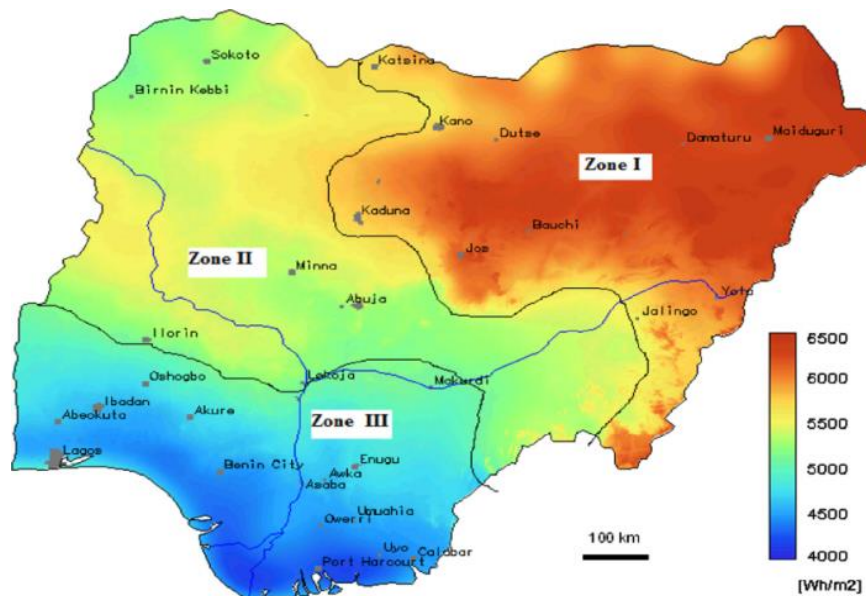 Sokoto
Katsina
Birnin Kebbi
Kano
Dutse
Damaturu
Maiduguri
Zone I
Kaduna
Bauchi
Jos
Zone II
Minna
Abuja
Yola
Jalingo
Ilorin
Lokoja
Makurdi
Oshogbo
Ibadan
Abeokuta
Akure
Zone III
Lagos
Benin City
Enugu
Awka
Asaba
Umuahia
Owerri
Uyo
Calabar
Port Harcourt
100 km
6500
6000
5500
5000
4500
4000
[Wh/m2]